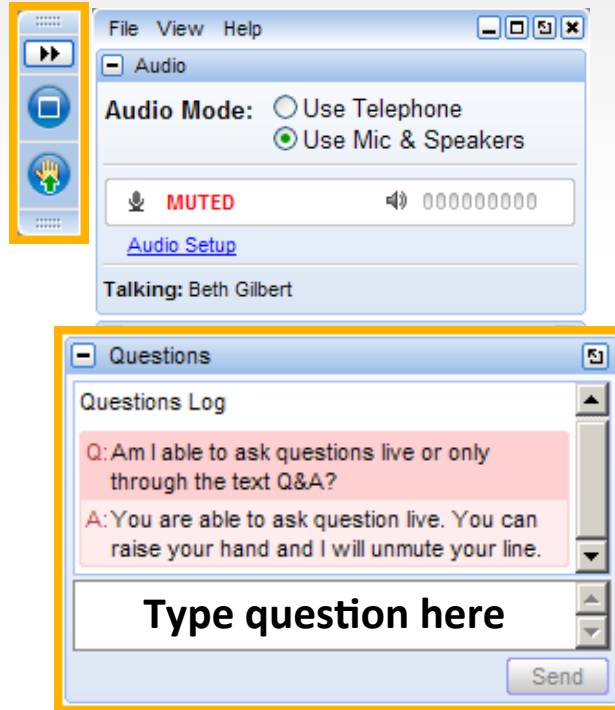 File View Help
Audio
Audio Mode: Use Telephone
Use Mic & Speakers
MUTED 000000000
Audio Setup
Talking: Beth Gilbert
Questions
Questions Log
Q: Am I able to ask questions live or only
through the text Q&A?
A: You are able to ask question live. You can
raise your hand and I will unmute your line.
Type question here
Send